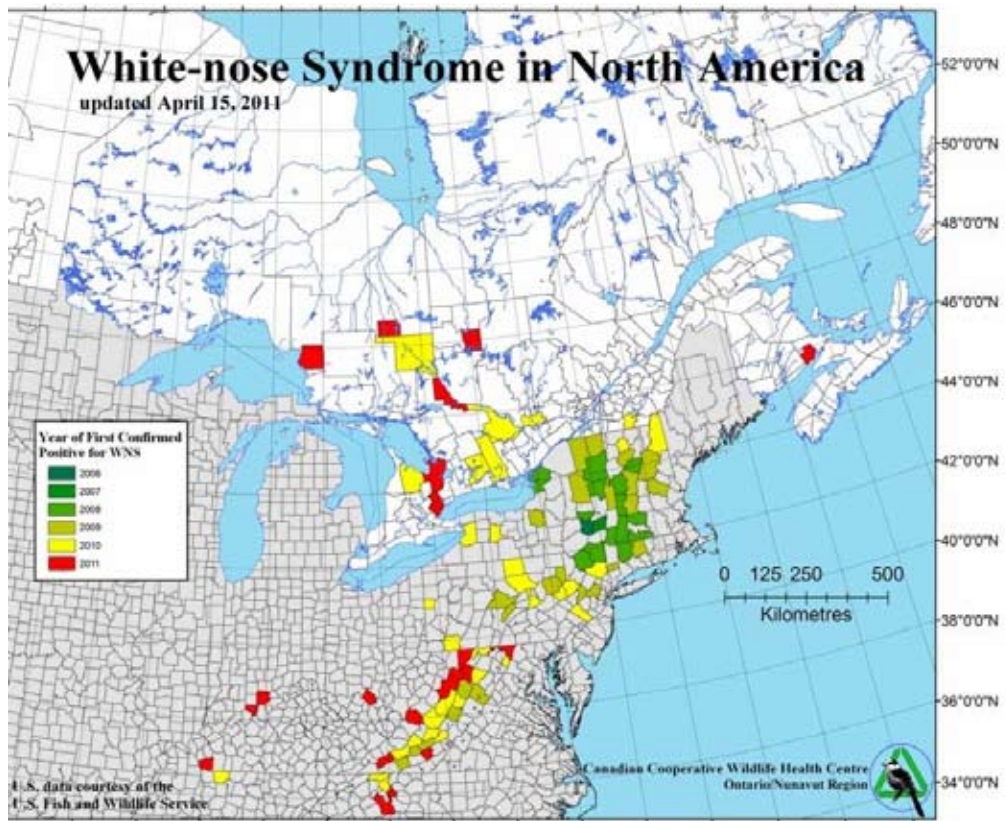 White-nose Syndrome in North America
updated April 15, 2011
52°0'0"N
50°0'0"N
48°0'0"N
46°0'0"N
44°0'0"N
42°0'0"N
40°0'0"N
38°0'0"N
36°0'0"N
34°0'0"N
Year of First Confirmed
Positive for WNS
2006
2007
2008
2009
2010
2011
0 125 250 500
Kilometres
U.S. data courtesy of the
U.S. Fish and Wildlife Service
Canadian Cooperative Wildlife Health Centre
Ontario/Nunavut Region